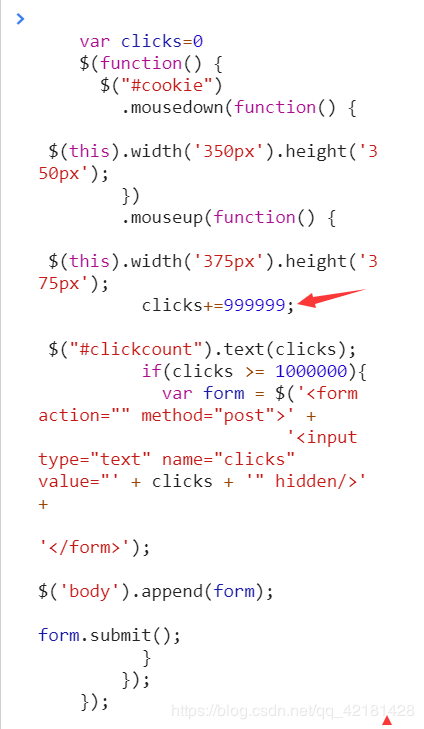 var clicks=0
$(function() {
$("#cookie")
.mousedown(function() {
$(this).width('350px').height('3
50px');
})
.mouseup(function() {
$(this).width('375px').height('3
75px');
clicks+=999999;
$("#clickcount").text(clicks);
if(clicks >= 1000000){
var form = $('<form
action="" method="post">' +
'<input
type="text" name="clicks"
value="' + clicks + '" hidden/>'
+
'</form>');
$('body').append(form);
form.submit();
}
});
});
https://blog.csdn.net/qq_42181428